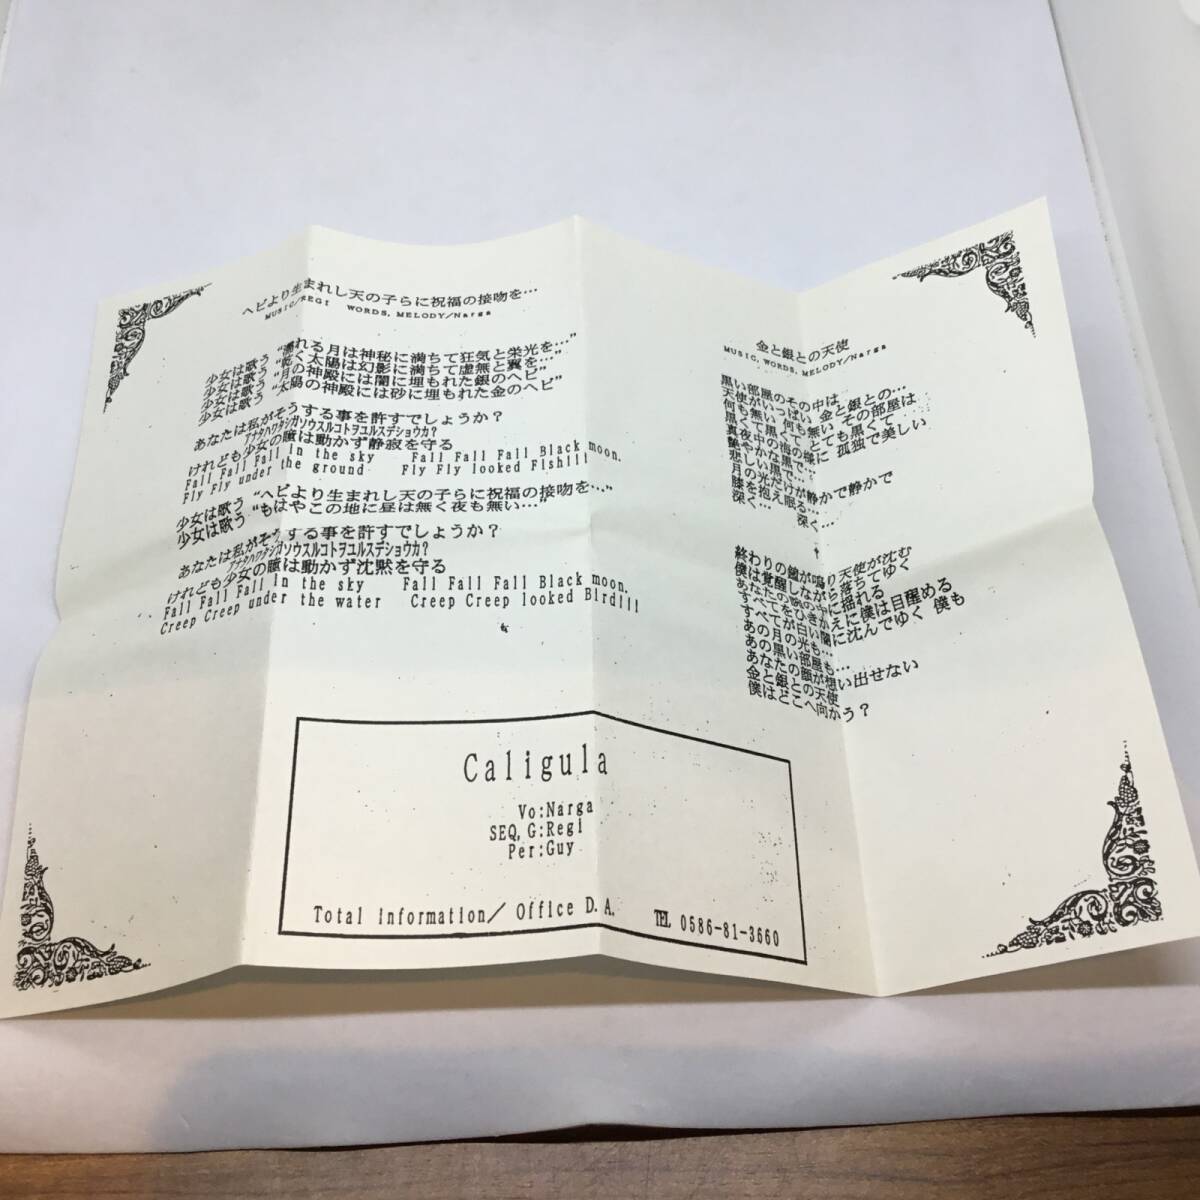 ヘビより生まれし天の子らに祝福の接吻を…
MUSIC/REGI WORDS, MELODY/Narga
少女は歌う “濡れる月は神秘に満ちて狂気と栄光を…”
少女は歌う “乾く太陽は幻影に満ちて虚無と翼を…”
少女は歌う “月の神殿には闇に埋もれた銀のヘビ”
少女は歌う “太陽の神殿には砂に埋もれた金のヘビ”
あなたは私がそうする事を許すでしょうか?
アナタハワタシガソウスルコトヲユルスデショウカ?
けれども少女の瞳は動かず静寂を守る
Fall Fall Fall in the sky Fall Fall Fall Black moon.
Fly Fly under the ground Fly Fly looked Fish!!!
少女は歌う “ヘビより生まれし天の子らに祝福の接吻を…”
少女は歌う “もはやこの地に昼は無く夜も無い…”
あなたは私がそうする事を許すでしょうか?
アナタハワタシガソウスルコトヲユルスデショウカ?
けれども少女の瞳は動かず沈黙を守る
Fall Fall Fall in the sky Fall Fall Fall Black moon.
Creep Creep under the water Creep Creep looked Bird!!!
金と銀との天使
MUSIC, WORDS, MELODY/Narga
黒い部屋のその中は
天使がいっぱい 金と銀との…
何も無い 何も無い その部屋は
黒くて 黒くて とても黒くて
真夜中の海の様に 孤独で美しい
艶やかな黒で…
悲しい黒で…
月の光だけが静かで静かで
膝を抱え眠る…
深く… 深く…
終わりの鐘が鳴り天使が沈む
僕は覚醒しながら落ちてゆく
あなたの腕の中に揺れる
すべてをひきかえに僕は目醒める
すべてが白い闇に沈んでゆく 僕も
あの月の光も…
あの黒い部屋も…
あなたの顔が想い出せない
金と銀との天使
僕はどこへ向かう?
Caligula
Vo:Narga
SEQ, G:Regi
Per:Guy
Total Information/ Office D. A. TEL 0586-81-3660